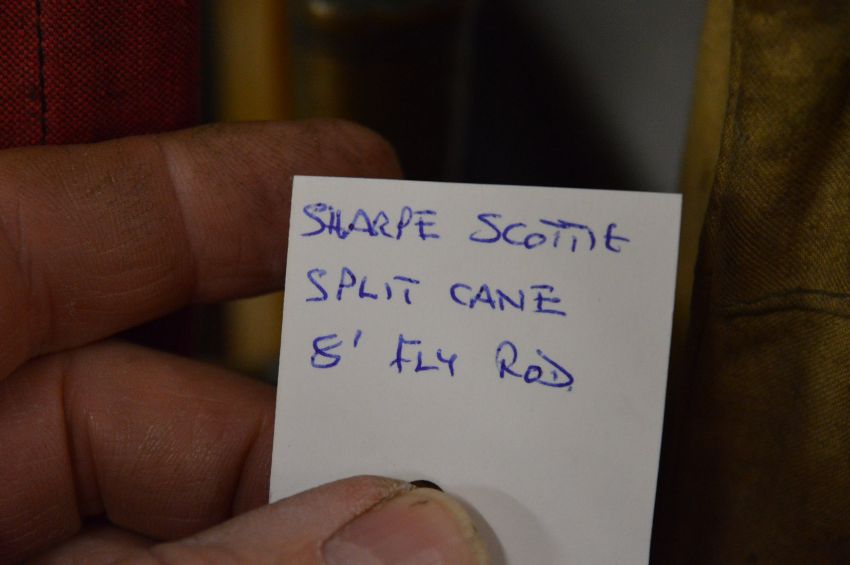 SHARPE SCOTTIE
SPLIT CANE
8' FLY ROD